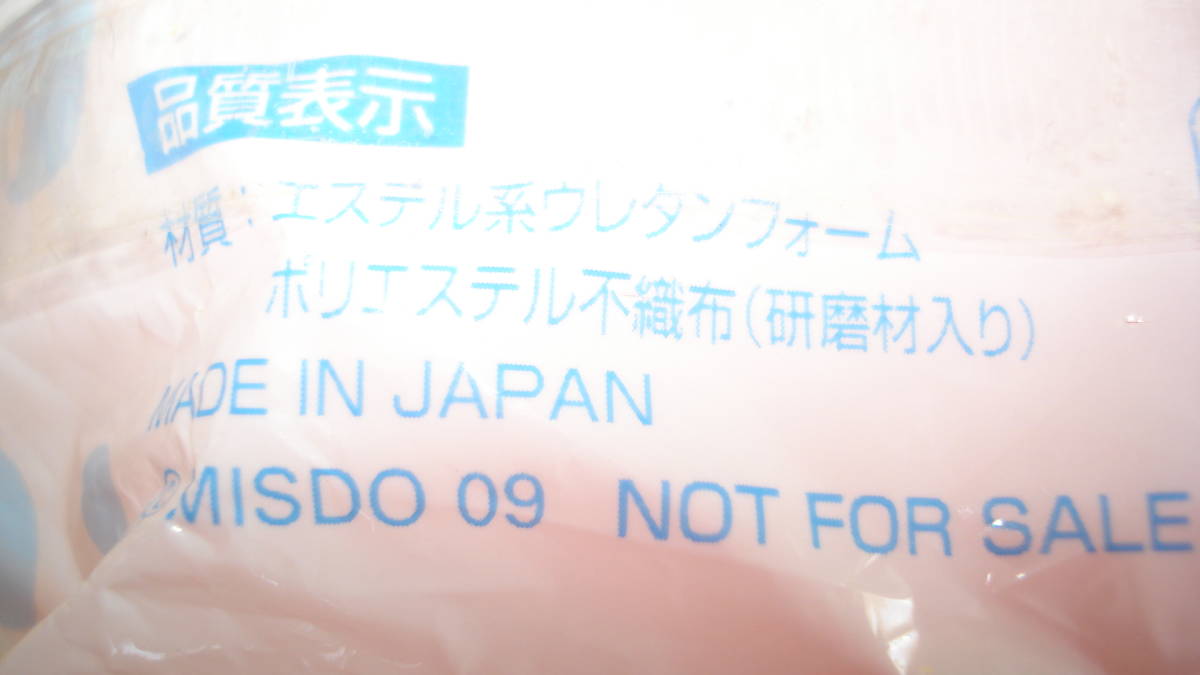 品質表示
材質：エステル系ウレタンフォーム
ポリエステル不織布(研磨材入り)
MADE IN JAPAN
©MISDO 09 NOT FOR SALE